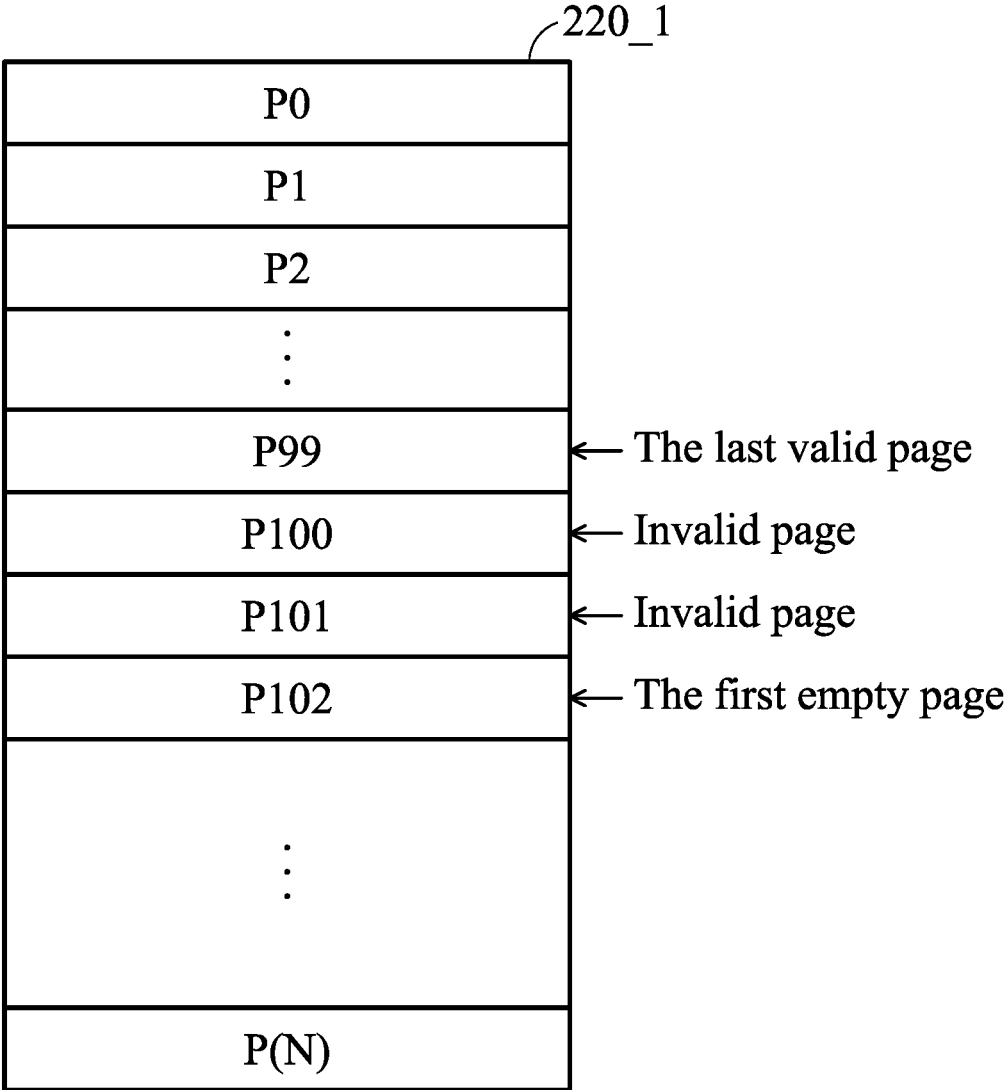 220_1
P0
P1
P2
⋮
P99 ← The last valid page
P100 ← Invalid page
P101 ← Invalid page
P102 ← The first empty page
⋮
P(N)